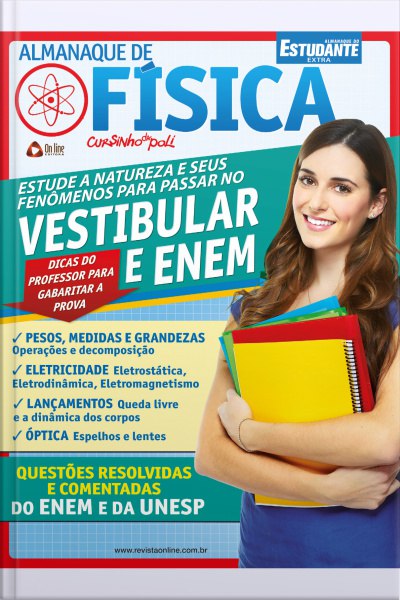 ALMANAQUE DO
ESTUDANTE
EXTRA
ALMANAQUE DE
FÍSICA
On line
EDITORA
CURSINHO da POLI
ESTUDE A NATUREZA E SEUS
FENÔMENOS PARA PASSAR NO
VESTIBULAR
E ENEM
DICAS DO
PROFESSOR PARA
GABARITAR A
PROVA
✓ PESOS, MEDIDAS E GRANDEZAS
Operações e decomposição
✓ ELETRICIDADE Eletrostática,
Eletrodinâmica, Eletromagnetismo
✓ LANÇAMENTOS Queda livre
e a dinâmica dos corpos
✓ ÓPTICA Espelhos e lentes
QUESTÕES RESOLVIDAS
E COMENTADAS
DO ENEM E DA UNESP
www.revistaonline.com.br